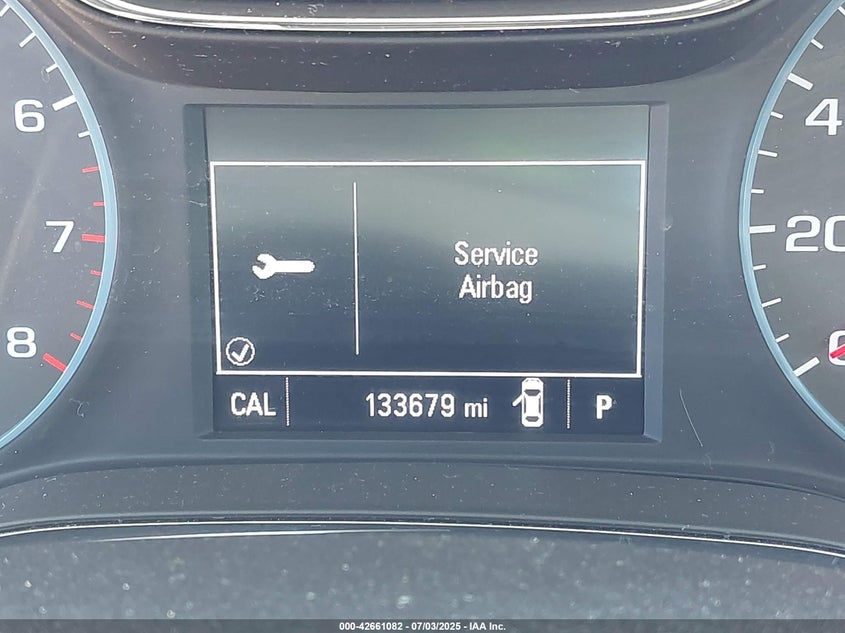 6
7
8
4
20
Service
Airbag
CAL
133679 mi
P
000-42661082 - 07/03/2025 - IAA Inc.